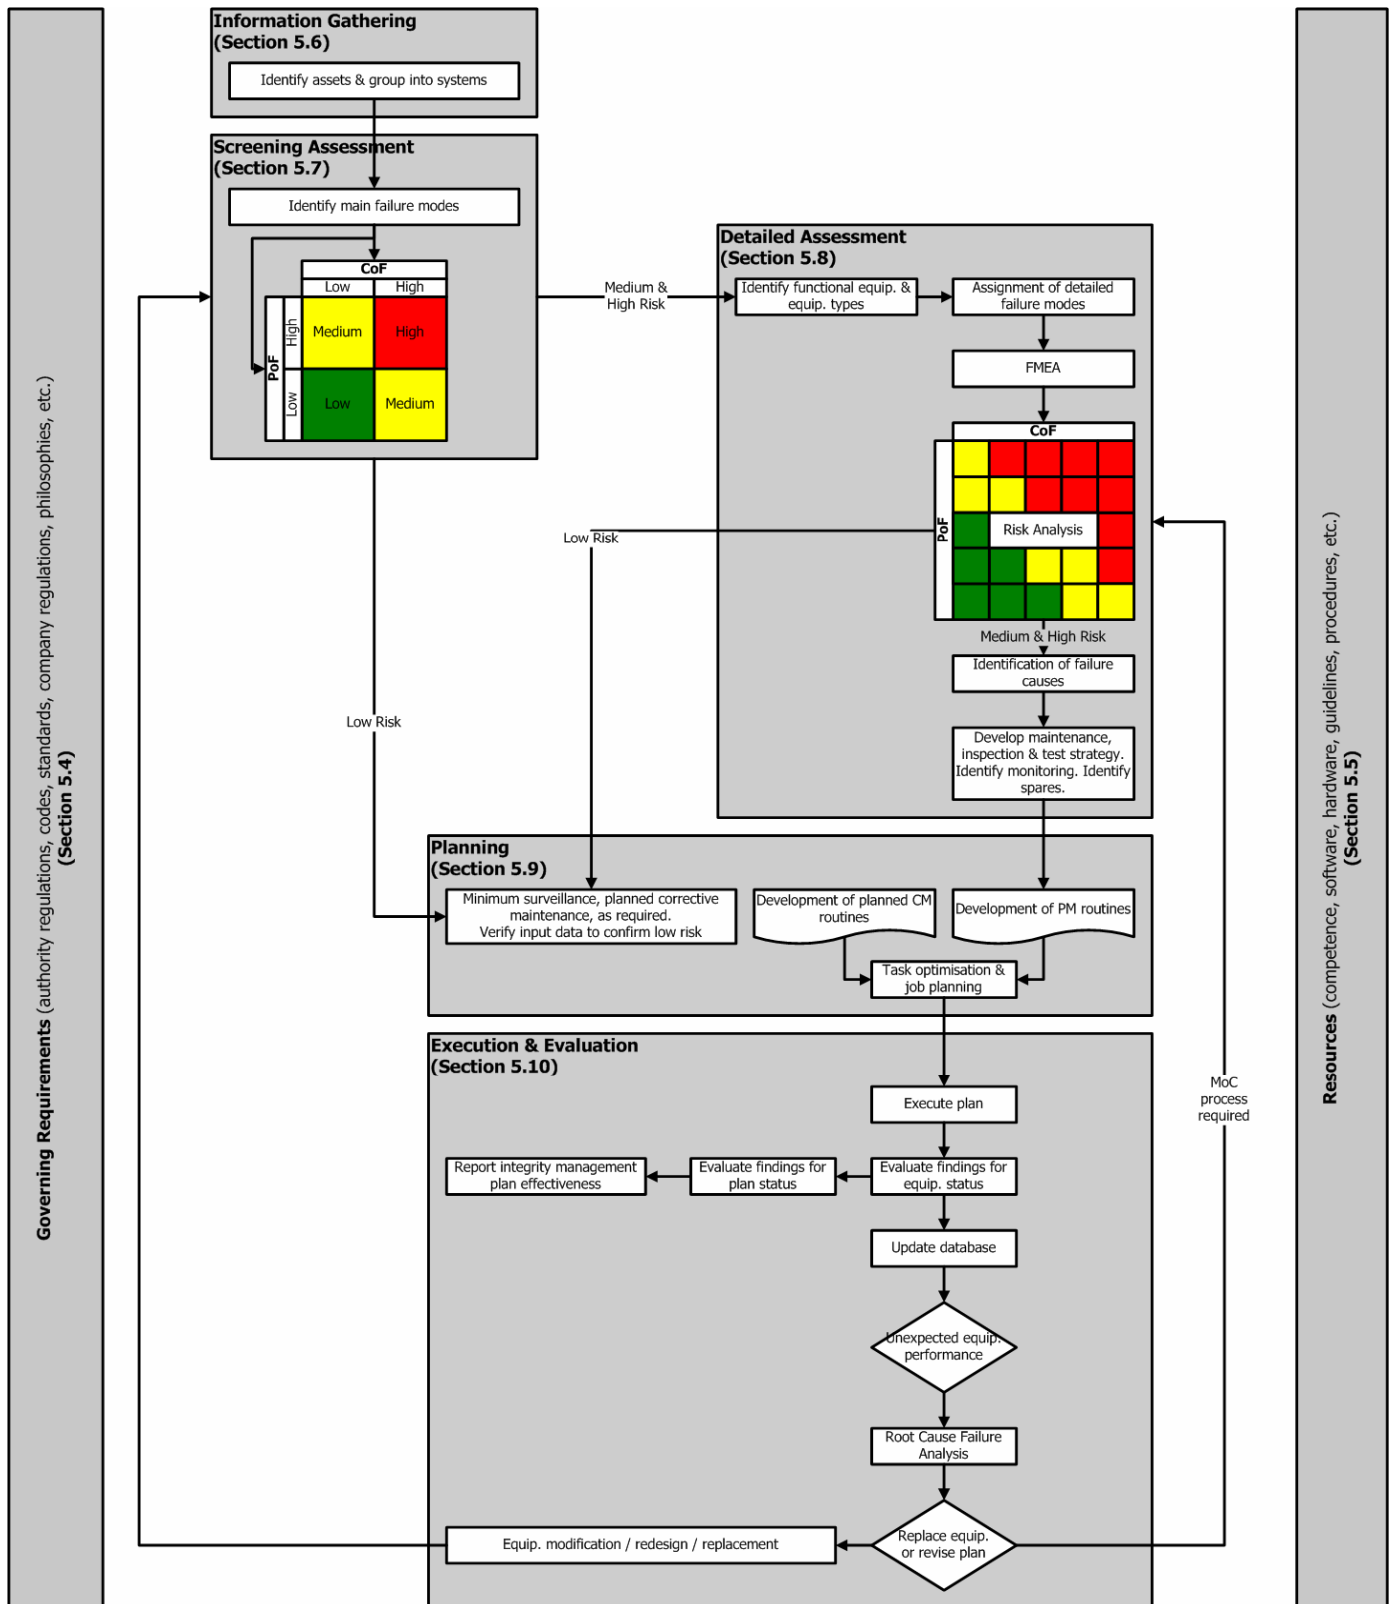 Information Gathering
(Section 5.6)
Identify assets & group into systems
Screening Assessment
(Section 5.7)
Identify main failure modes
CoF
Low
High
PoF
High
Low
Medium
High
Low
Medium
Medium &
High Risk
Detailed Assessment
(Section 5.8)
Identify functional equip. &
equip. types
Assignment of detailed
failure modes
FMEA
CoF
PoF
Risk Analysis
Low Risk
Medium & High Risk
Identification of failure
causes
Develop maintenance,
inspection & test strategy.
Identify monitoring. Identify
spares.
Low Risk
Planning
(Section 5.9)
Minimum surveillance, planned corrective
maintenance, as required.
Verify input data to confirm low risk
Development of planned CM
routines
Development of PM routines
Task optimisation &
job planning
Execution & Evaluation
(Section 5.10)
Execute plan
Report integrity management
plan effectiveness
Evaluate findings for
plan status
Evaluate findings for
equip. status
Update database
Unexpected equip.
performance
Root Cause Failure
Analysis
Replace equip.
or revise plan
Equip. modification / redesign / replacement
MoC
process
required
Governing Requirements (authority regulations, codes, standards, company regulations, philosophies, etc.)
(Section 5.4)
Resources (competence, software, hardware, guidelines, procedures, etc.)
(Section 5.5)